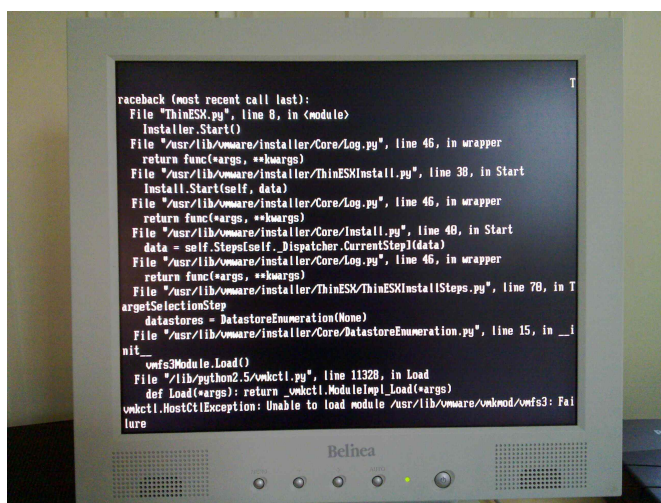 T
raceback (most recent call last):
File "ThinESX.py", line 8, in <module>
Installer.Start()
File "/usr/lib/vmware/installer/Core/Log.py", line 46, in wrapper
return func(*args, **kwargs)
File "/usr/lib/vmware/installer/ThinESXInstall.py", line 38, in Start
Install.Start(self, data)
File "/usr/lib/vmware/installer/Core/Log.py", line 46, in wrapper
return func(*args, **kwargs)
File "/usr/lib/vmware/installer/Core/Install.py", line 48, in Start
data = self.Steps[self._Dispatcher.CurrentStep](data)
File "/usr/lib/vmware/installer/Core/Log.py", line 46, in wrapper
return func(*args, **kwargs)
File "/usr/lib/vmware/installer/ThinESX/ThinESXInstallSteps.py", line 78, in T
argetSelectionStep
datastores = DatastoreEnumeration(None)
File "/usr/lib/vmware/installer/Core/DatastoreEnumeration.py", line 15, in __i
nit__
vmfs3Module.Load()
File "/lib/python2.5/vmkctl.py", line 11328, in Load
def Load(*args): return _vmkctl.ModuleImpl_Load(*args)
vmkctl.HostCtlException: Unable to load module /usr/lib/vmware/vmkmod/vmfs3: Fai
lure
Belinea